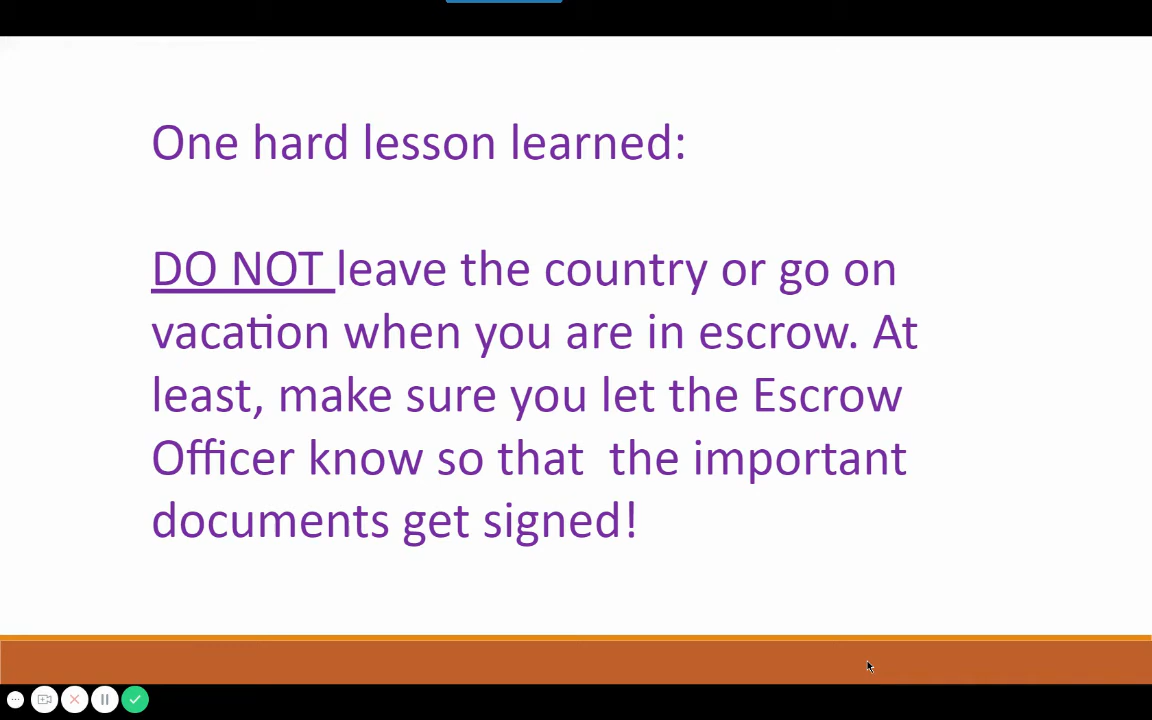 One hard lesson learned:
DO NOT leave the country or go on
vacation when you are in escrow. At
least, make sure you let the Escrow
Officer know so that  the important
documents get signed!